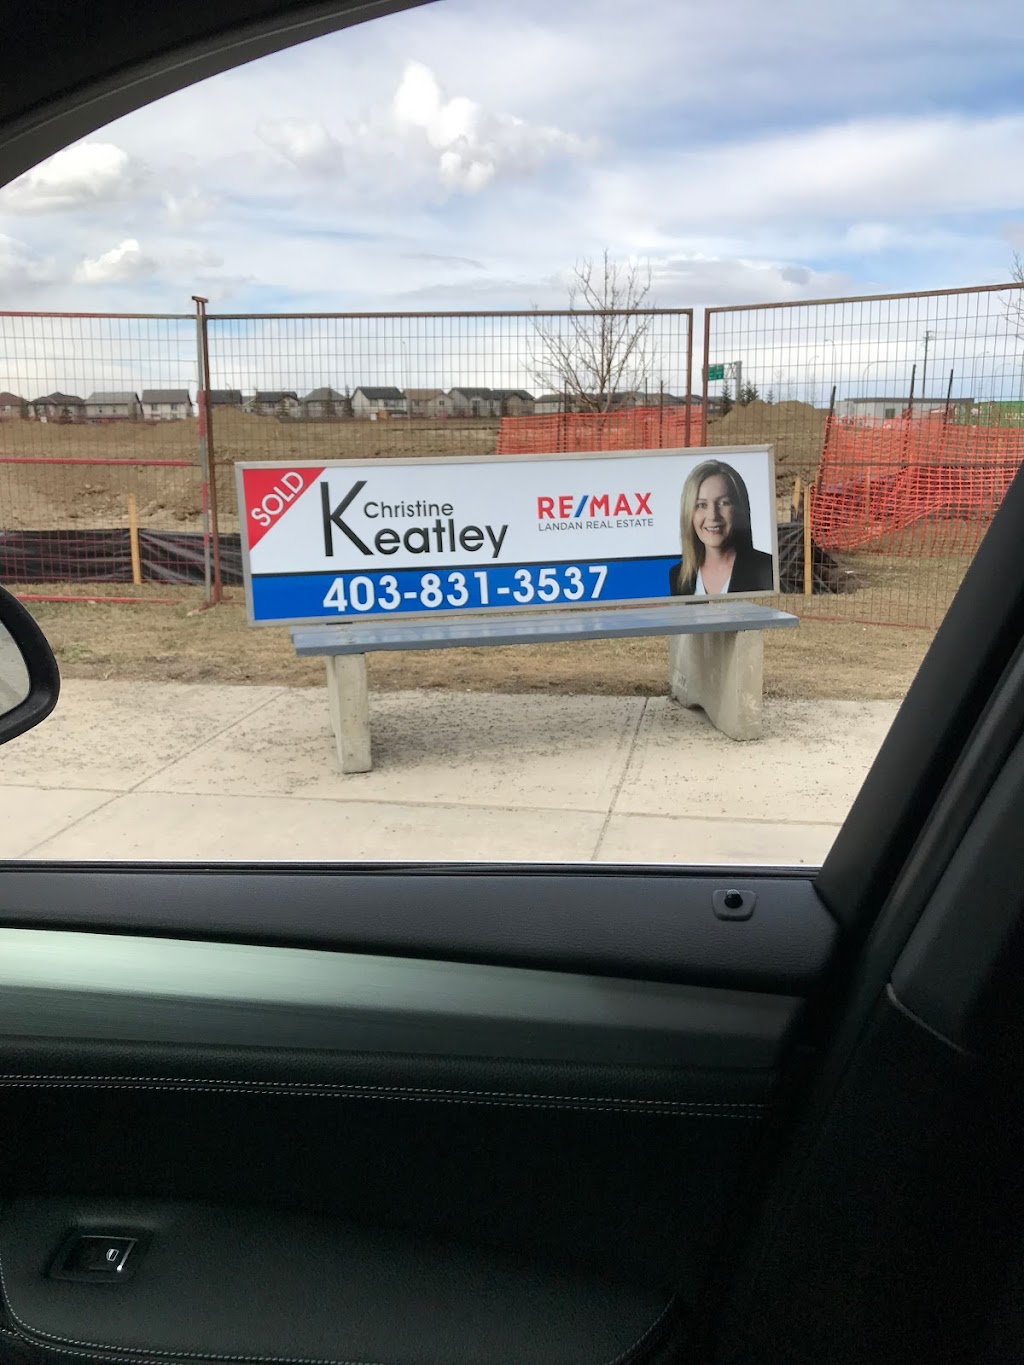 SOLD
Christine
Keatley
RE/MAX
LANDAN REAL ESTATE
403-831-3537